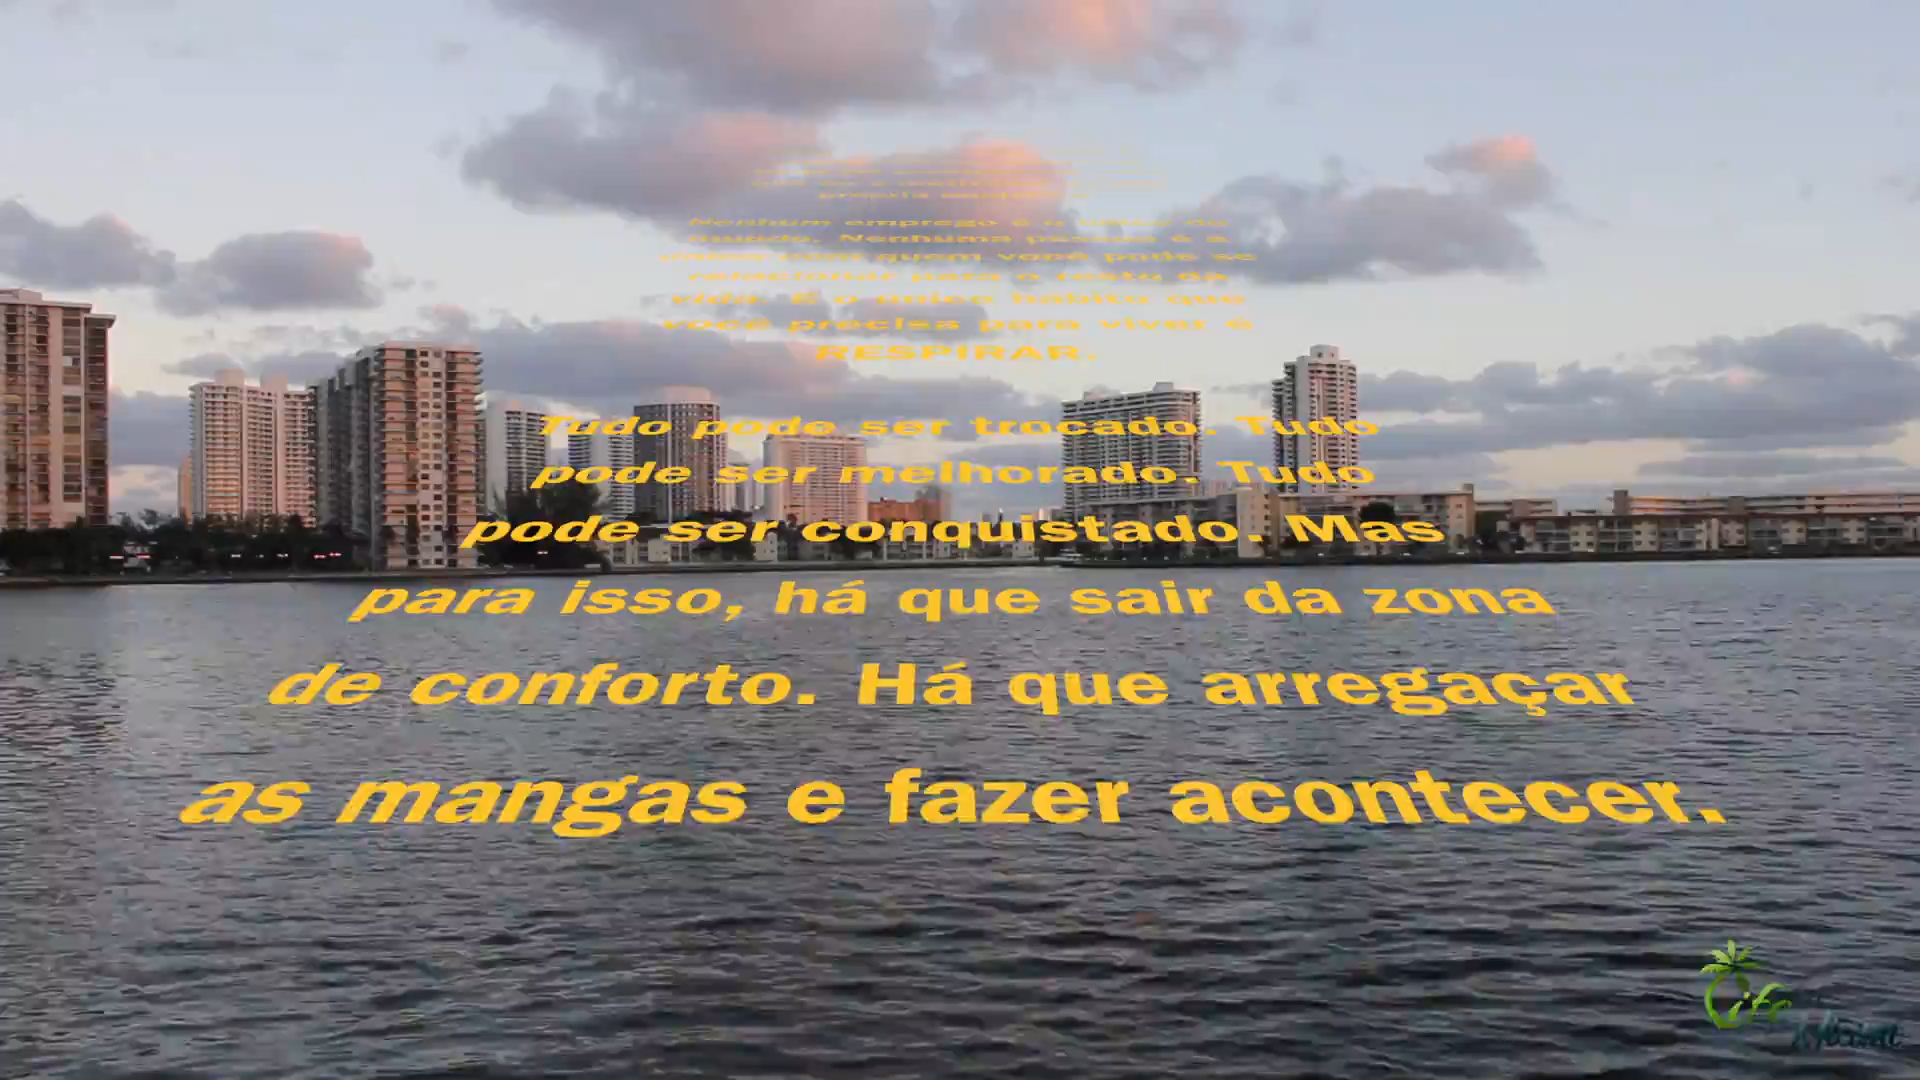 Nenhum emprego é o único do
mundo. Nenhuma pessoa é a
única com quem você pode se
relacionar para o resto da
vida. E o único hábito que
você precisa para viver é
RESPIRAR.
Tudo pode ser trocado. Tudo
pode ser melhorado. Tudo
pode ser conquistado. Mas
para isso, há que sair da zona
de conforto. Há que arregaçar
as mangas e fazer acontecer.
Life